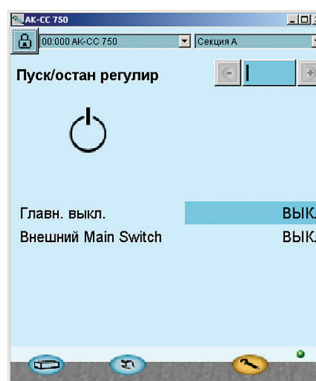 AK-CC 750
00:000 AK-CC 750 Секция А
Пуск/остан регулир
Главн. выкл. ВЫК
Внешний Main Switch ВЫК